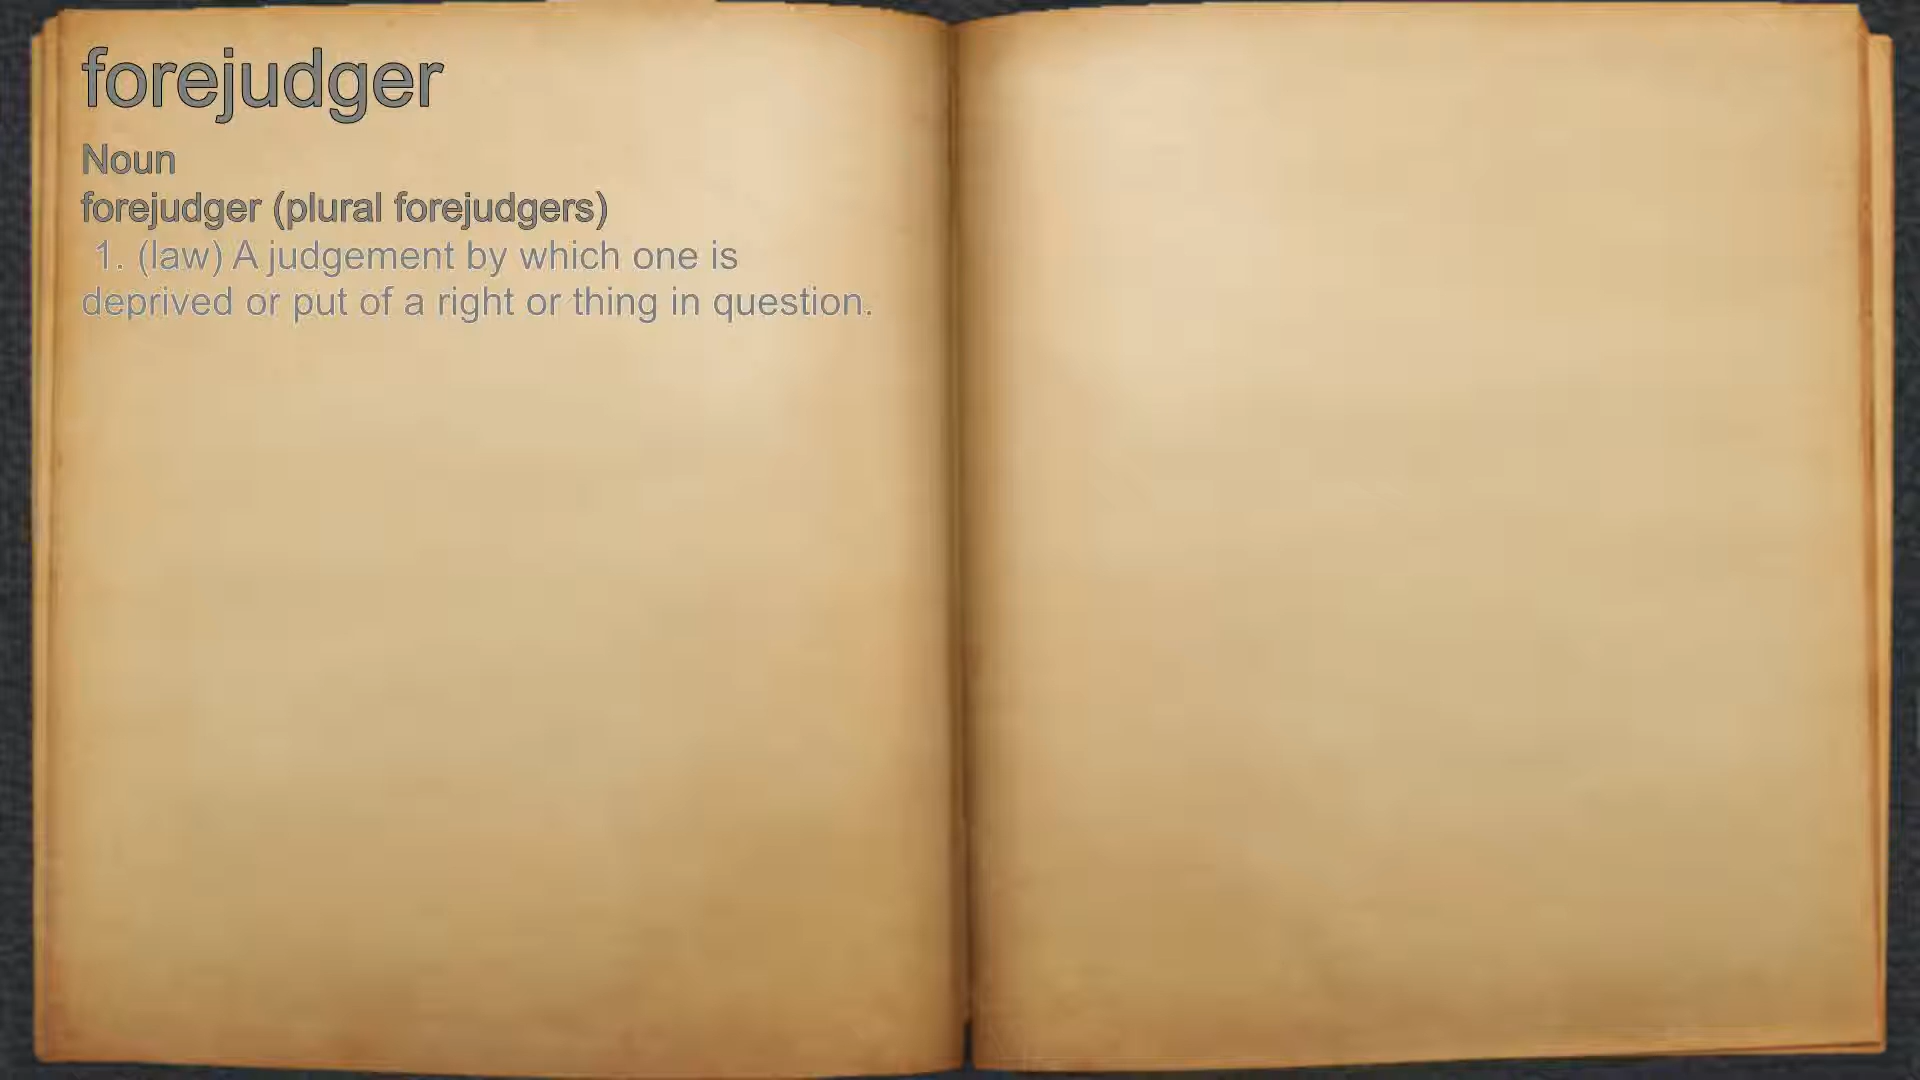 forejudger
Noun
forejudger (plural forejudgers)
1. (law) A judgement by which one is
deprived or put of a right or thing in question.